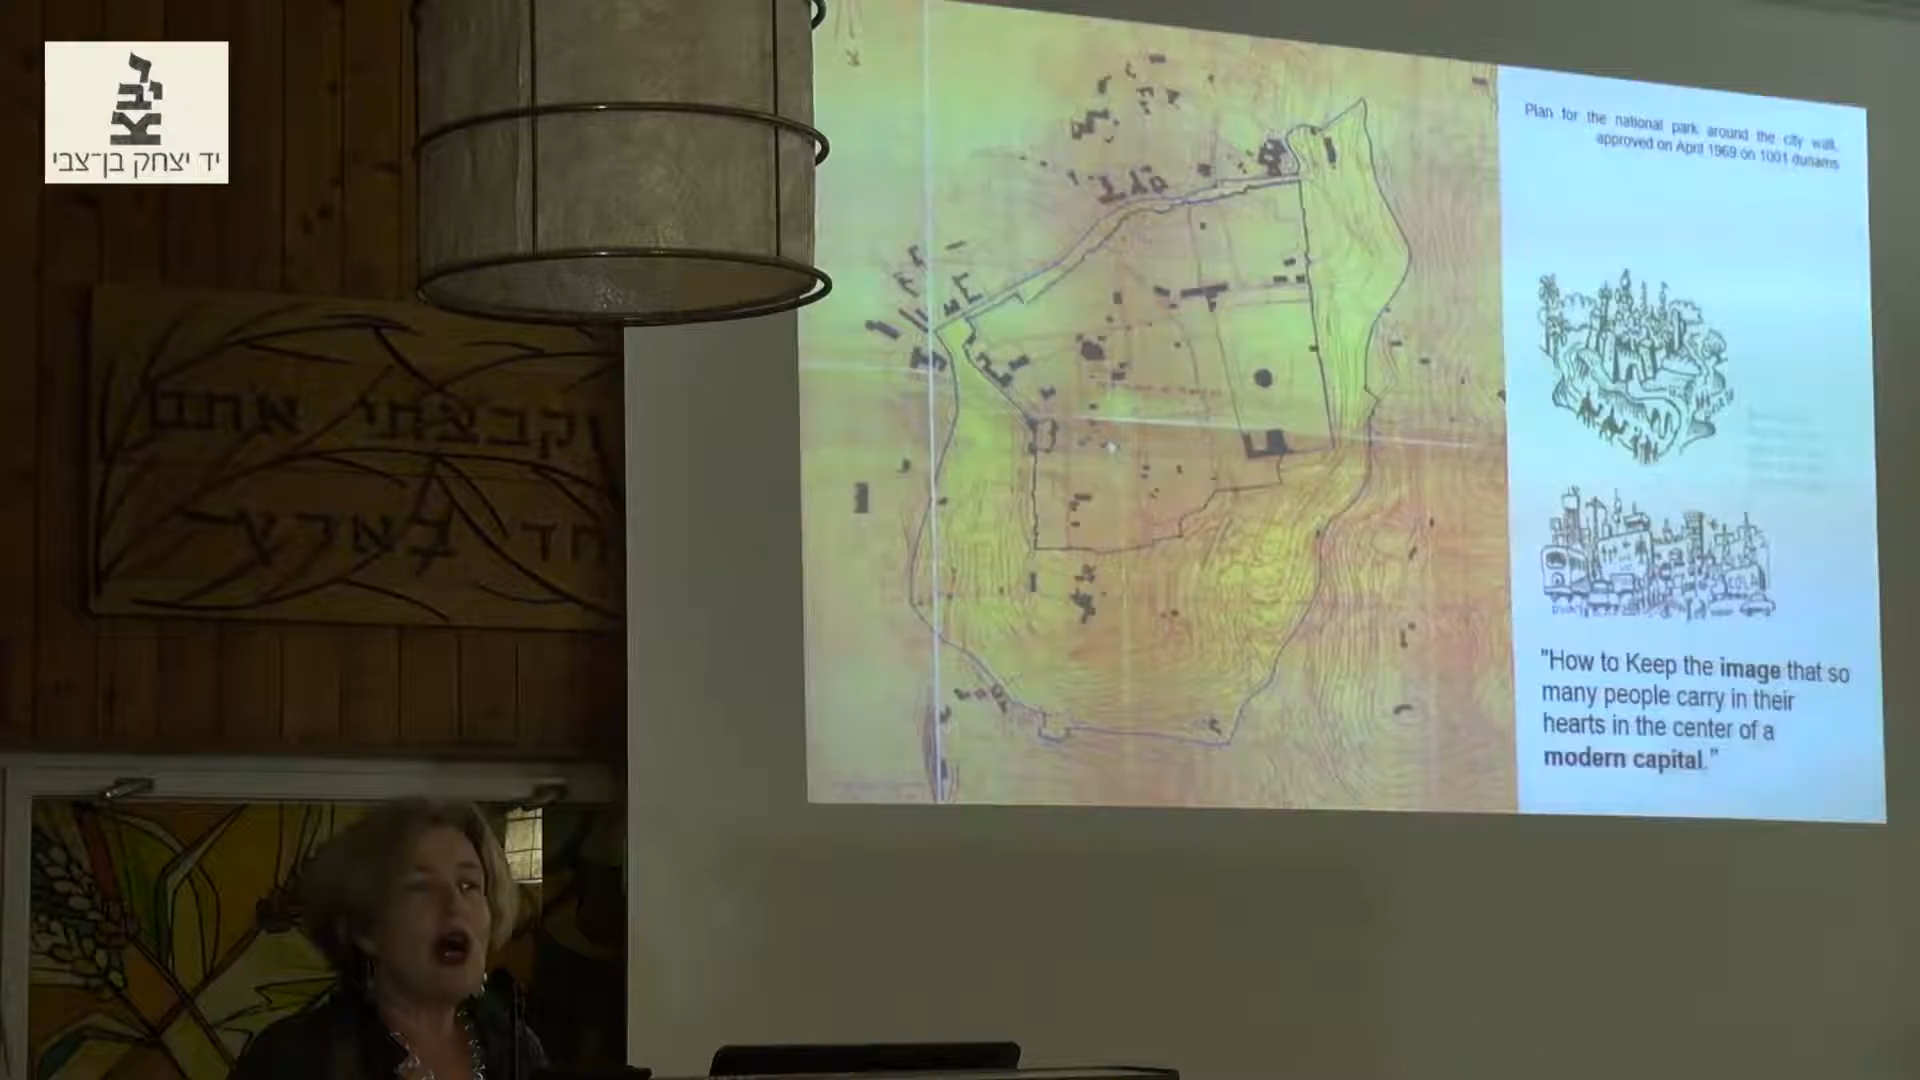 יד יצחק בן־צבי
וקבצתי אתם
בארץ
Plan for the national park around the city wall,
approved on April 1969 on 1001 dunams
COLA
"How to Keep the image that so
many people carry in their
hearts in the center of a
modern capital."